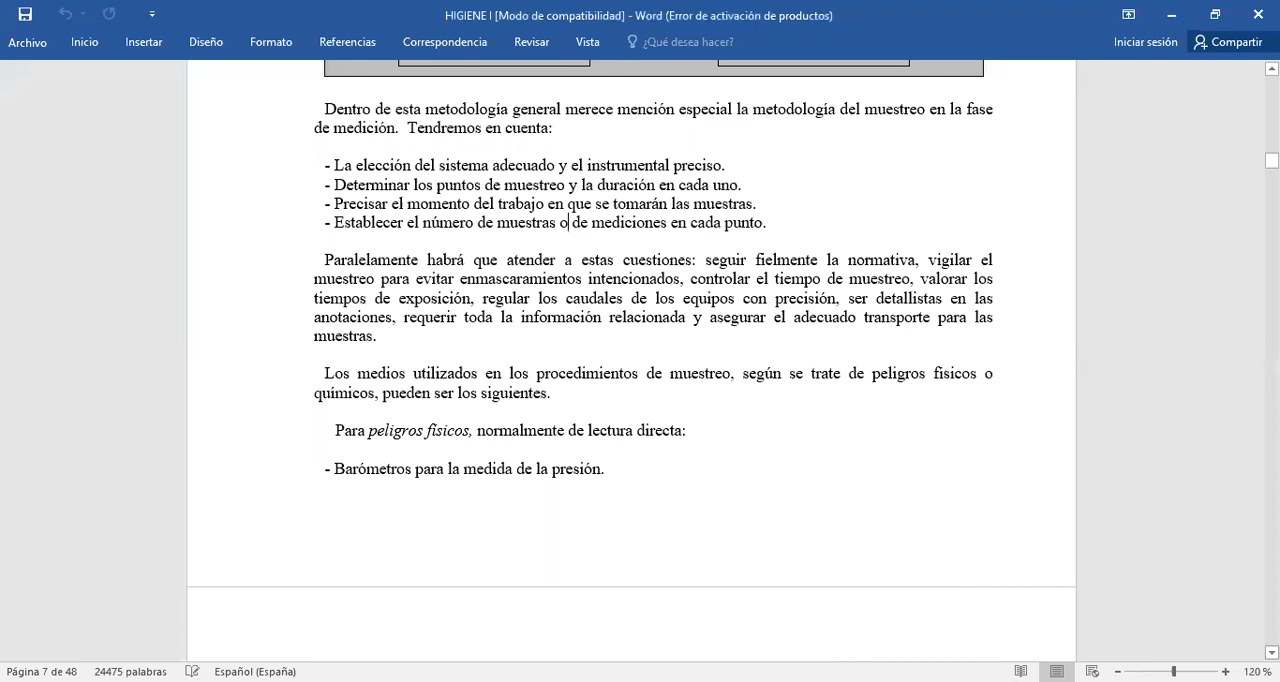 HIGIENE I [Modo de compatibilidad] - Word (Error de activación de productos)
Archivo Inicio Insertar Diseño Formato Referencias Correspondencia Revisar Vista ¿Qué desea hacer? Iniciar sesión Compartir
Dentro de esta metodología general merece mención especial la metodología del muestreo en la fase
de medición. Tendremos en cuenta:
- La elección del sistema adecuado y el instrumental preciso.
- Determinar los puntos de muestreo y la duración en cada uno.
- Precisar el momento del trabajo en que se tomarán las muestras.
- Establecer el número de muestras o de mediciones en cada punto.
Paralelamente habrá que atender a estas cuestiones: seguir fielmente la normativa, vigilar el
muestreo para evitar enmascaramientos intencionados, controlar el tiempo de muestreo, valorar los
tiempos de exposición, regular los caudales de los equipos con precisión, ser detallistas en las
anotaciones, requerir toda la información relacionada y asegurar el adecuado transporte para las
muestras.
Los medios utilizados en los procedimientos de muestreo, según se trate de peligros físicos o
químicos, pueden ser los siguientes.
Para peligros físicos, normalmente de lectura directa:
- Barómetros para la medida de la presión.
Página 7 de 48 24475 palabras Español (España) 120 %